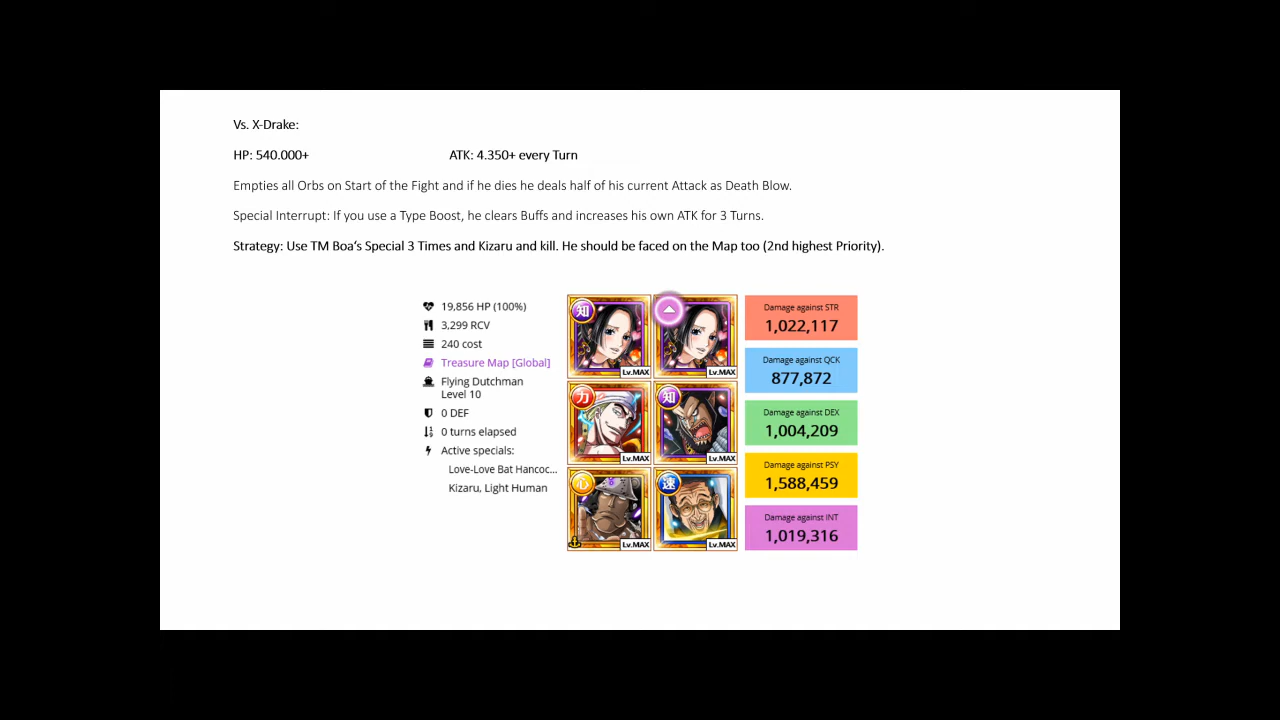 Vs. X-Drake:
HP: 540.000+ ATK: 4.350+ every Turn
Empties all Orbs on Start of the Fight and if he dies he deals half of his current Attack as Death Blow.
Special Interrupt: If you use a Type Boost, he clears Buffs and increases his own ATK for 3 Turns.
Strategy: Use TM Boa‘s Special 3 Times and Kizaru and kill. He should be faced on the Map too (2nd highest Priority).
19,856 HP (100%)
3,299 RCV
240 cost
Treasure Map [Global]
Flying Dutchman
Level 10
0 DEF
0 turns elapsed
Active specials:
Love-Love Bat Hancoc...
Kizaru, Light Human
知
Lv.MAX
Lv.MAX
力
Lv.MAX
知
Lv.MAX
心
Lv.MAX
速
Lv.MAX
Damage against STR
1,022,117
Damage against QCK
877,872
Damage against DEX
1,004,209
Damage against PSY
1,588,459
Damage against INT
1,019,316